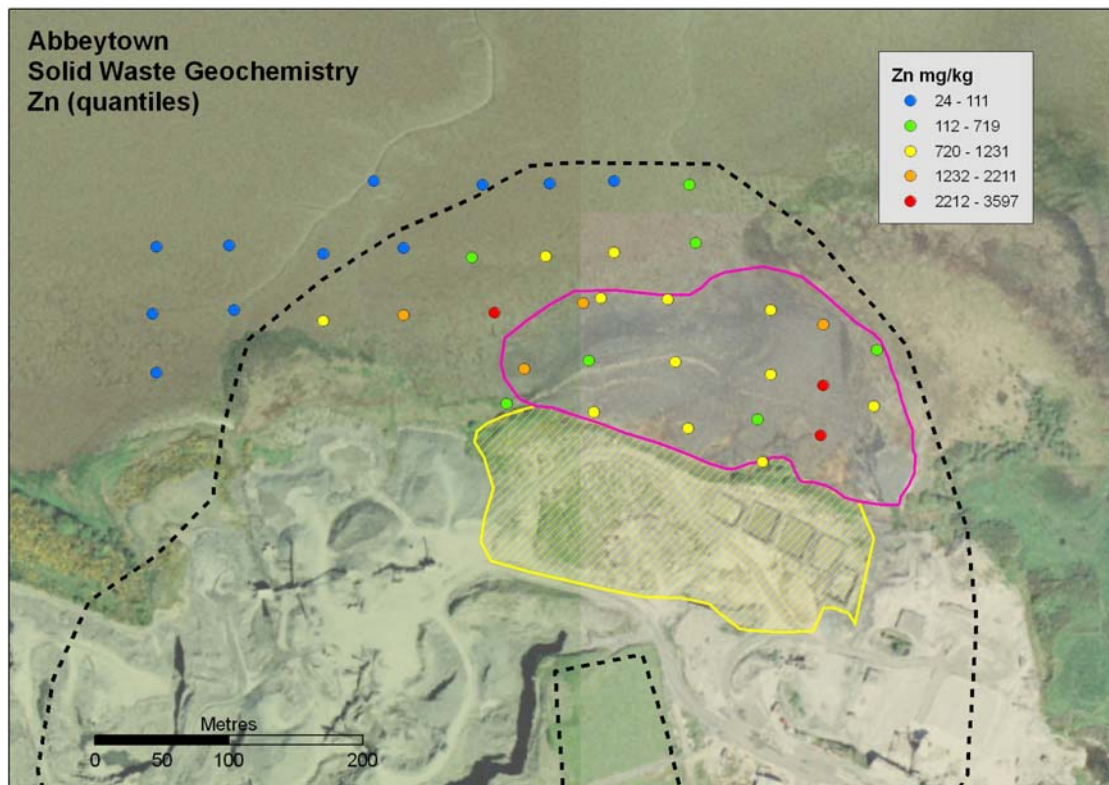 Abbeytown
Solid Waste Geochemistry
Zn (quantiles)
Zn mg/kg
24 - 111
112 - 719
720 - 1231
1232 - 2211
2212 - 3597
Metres
0 50 100 200